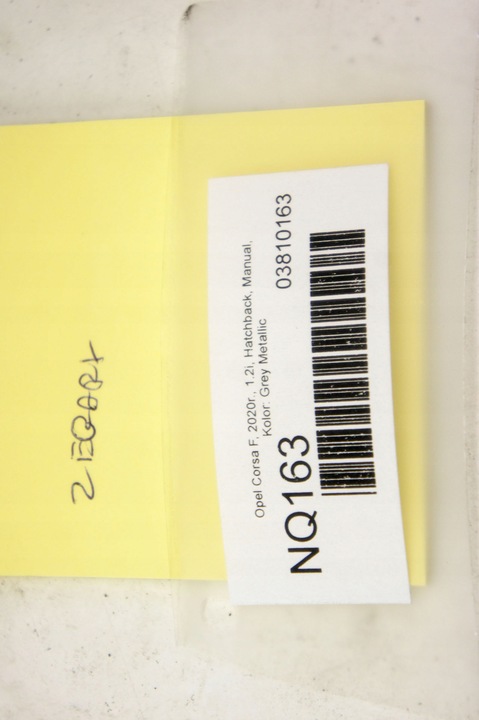 Opel Corsa F, 2020r., 1.2i, Hatchback, Manual,
Kolor: Grey Metallic
NQ163
03810163